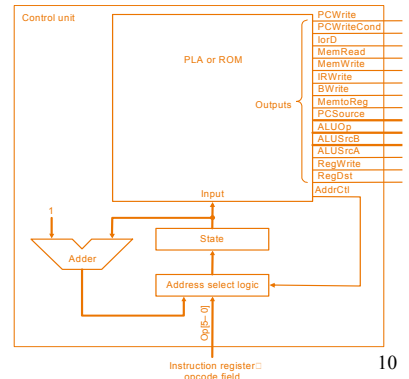 Control unit
PLA or ROM
Outputs
PCWrite
PCWriteCond
IorD
MemRead
MemWrite
IRWrite
BWrite
MemtoReg
PCSource
ALUOp
ALUSrcB
ALUSrcA
RegWrite
RegDst
AddrCtl
Input
1
State
Adder
Address select logic
Op[5–0]
Instruction register□
opcode field
10